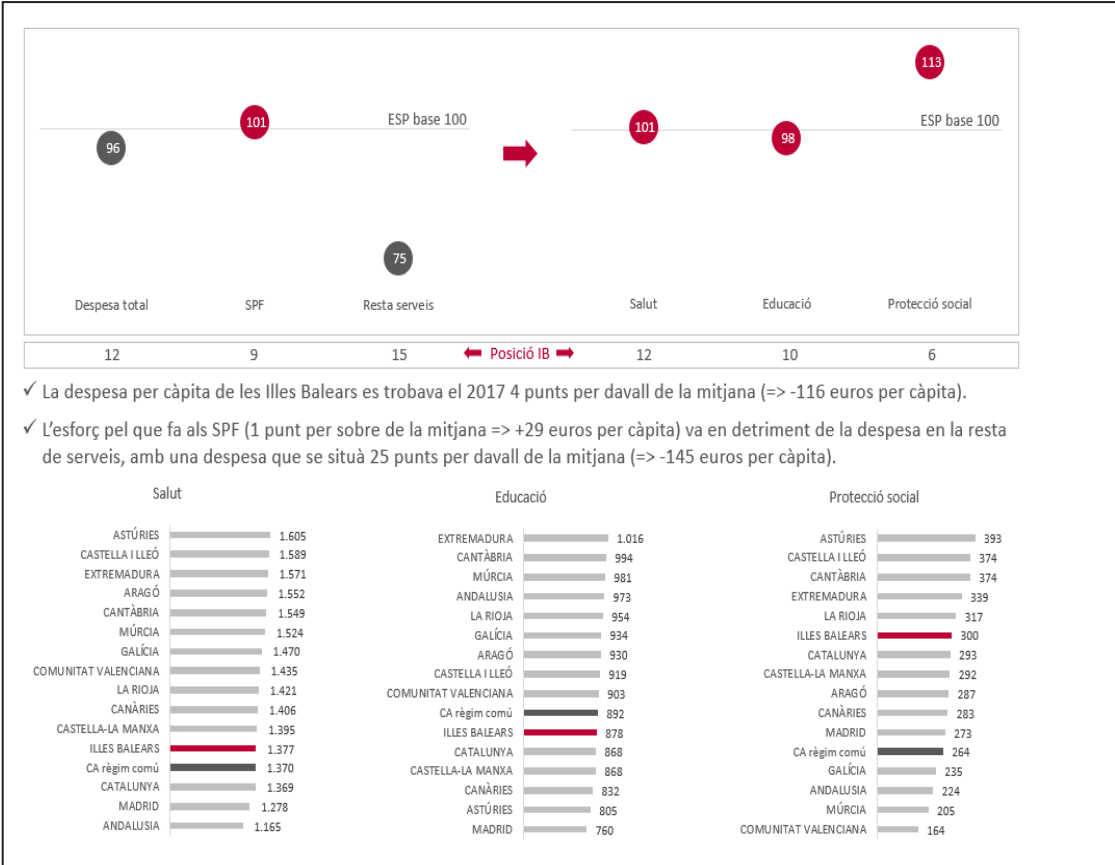 113
101
ESP base 100
ESP base 100
101
96
98
75
Despesa total SPF Resta serveis Salut Educació Protecció social
12 9 15 Posició IB 12 10 6
✓ La despesa per càpita de les Illes Balears es trobava el 2017 4 punts per davall de la mitjana (=> -116 euros per càpita).
✓ L'esforç pel que fa als SPF (1 punt per sobre de la mitjana => +29 euros per càpita) va en detriment de la despesa en la resta
de serveis, amb una despesa que se situà 25 punts per davall de la mitjana (=> -145 euros per càpita).
Salut
ASTÚRIES 1.605
CASTELLA I LLEÓ 1.589
EXTREMADURA 1.571
ARAGÓ 1.552
CANTÀBRIA 1.549
MÚRCIA 1.524
GALÍCIA 1.470
COMUNITAT VALENCIANA 1.435
LA RIOJA 1.421
CANÀRIES 1.406
CASTELLA-LA MANXA 1.395
ILLES BALEARS 1.377
CA règim comú 1.370
CATALUNYA 1.369
MADRID 1.278
ANDALUSIA 1.165
Educació
EXTREMADURA 1.016
CANTÀBRIA 994
MÚRCIA 981
ANDALUSIA 973
LA RIOJA 954
GALÍCIA 934
ARAGÓ 930
CASTELLA I LLEÓ 919
COMUNITAT VALENCIANA 903
CA règim comú 892
ILLES BALEARS 878
CATALUNYA 868
CASTELLA-LA MANXA 868
CANÀRIES 832
ASTÚRIES 805
MADRID 760
Protecció social
ASTÚRIES 393
CASTELLA I LLEÓ 374
CANTÀBRIA 374
EXTREMADURA 339
LA RIOJA 317
ILLES BALEARS 300
CATALUNYA 293
CASTELLA-LA MANXA 292
ARAGÓ 287
CANÀRIES 283
MADRID 273
CA règim comú 264
GALÍCIA 235
ANDALUSIA 224
MÚRCIA 205
COMUNITAT VALENCIANA 164